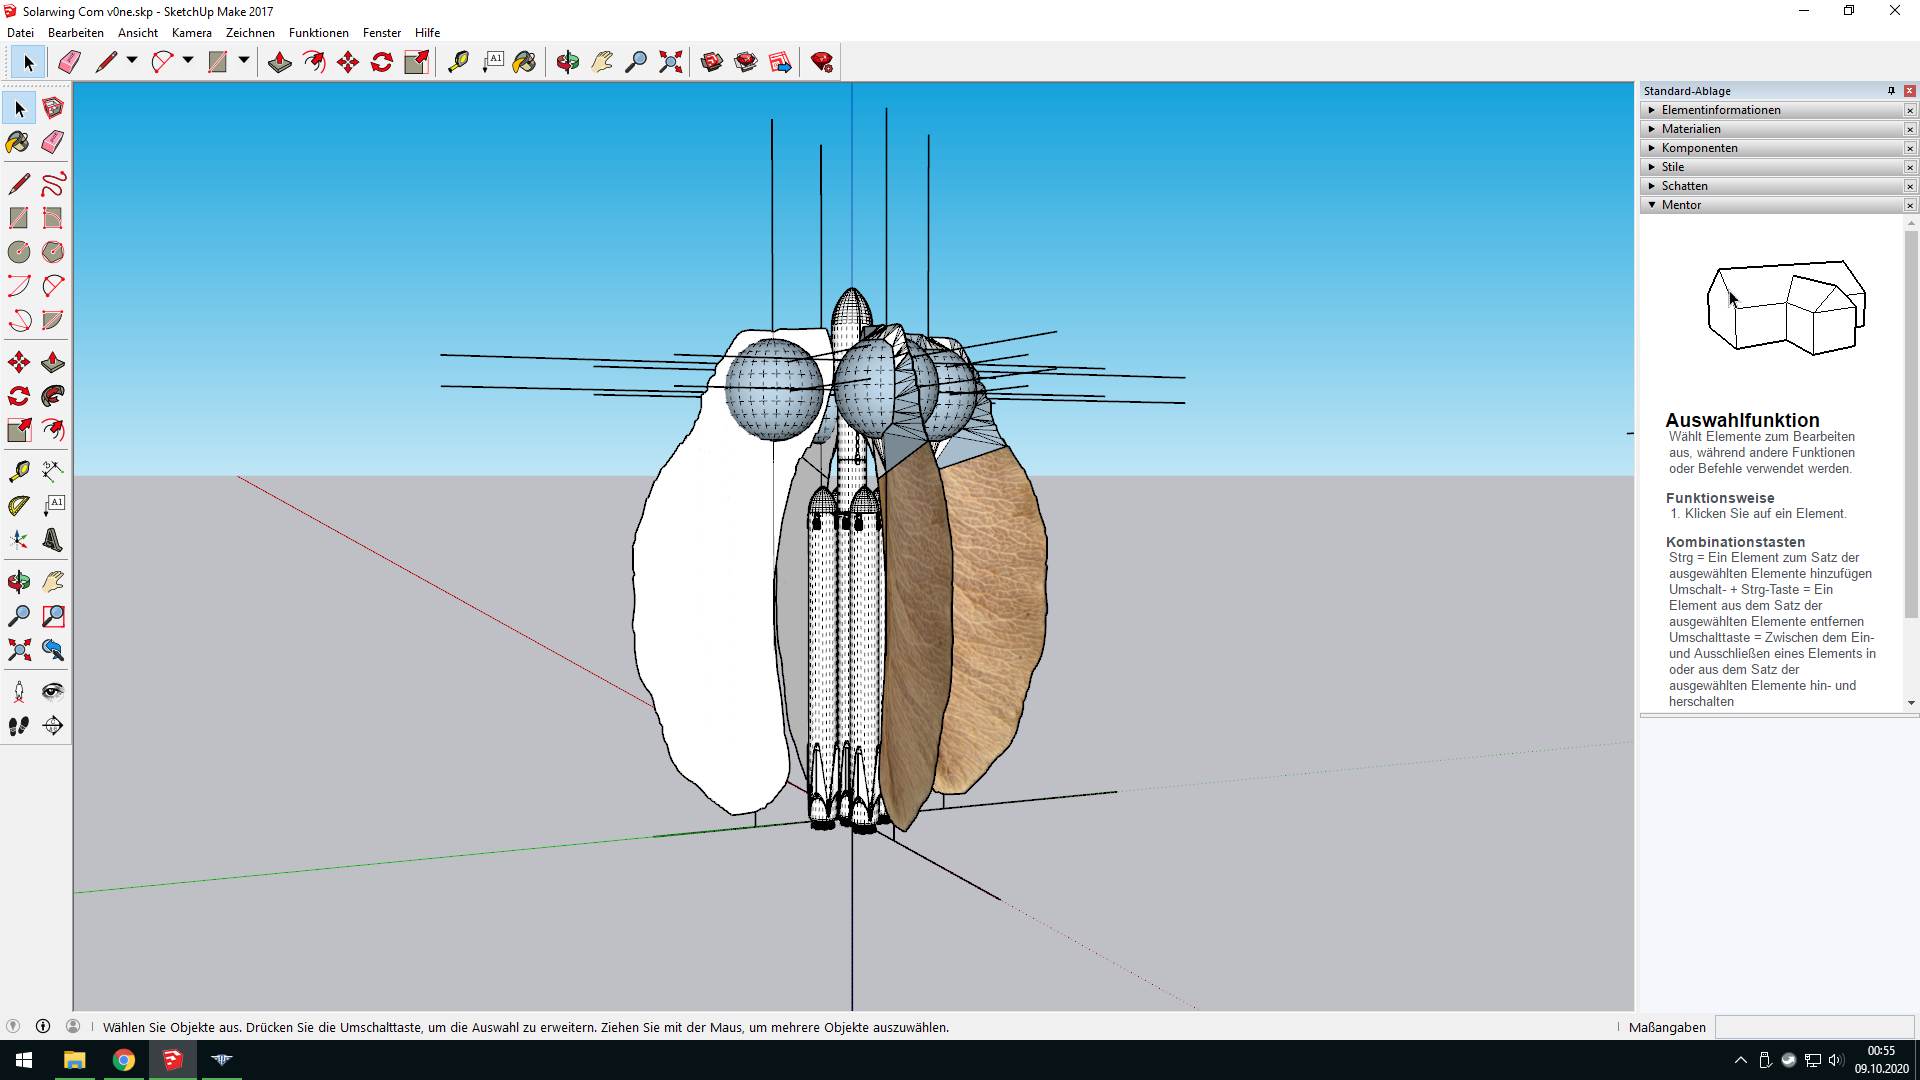 Solarwing Com v0ne.skp - SketchUp Make 2017
Datei Bearbeiten Ansicht Kamera Zeichnen Funktionen Fenster Hilfe
A1
A1
Standard-Ablage
Elementinformationen
Materialien
Komponenten
Stile
Schatten
Mentor
Auswahlfunktion
Wählt Elemente zum Bearbeiten
aus, während andere Funktionen
oder Befehle verwendet werden.
Funktionsweise
1. Klicken Sie auf ein Element.
Kombinationstasten
Strg = Ein Element zum Satz der
ausgewählten Elemente hinzufügen
Umschalt- + Strg-Taste = Ein
Element aus dem Satz der
ausgewählten Elemente entfernen
Umschalttaste = Zwischen dem Ein-
und Ausschließen eines Elements in
oder aus dem Satz der
ausgewählten Elemente hin- und
herschalten
Wählen Sie Objekte aus. Drücken Sie die Umschalttaste, um die Auswahl zu erweitern. Ziehen Sie mit der Maus, um mehrere Objekte auszuwählen.
Maßangaben
00:55
09.10.2020